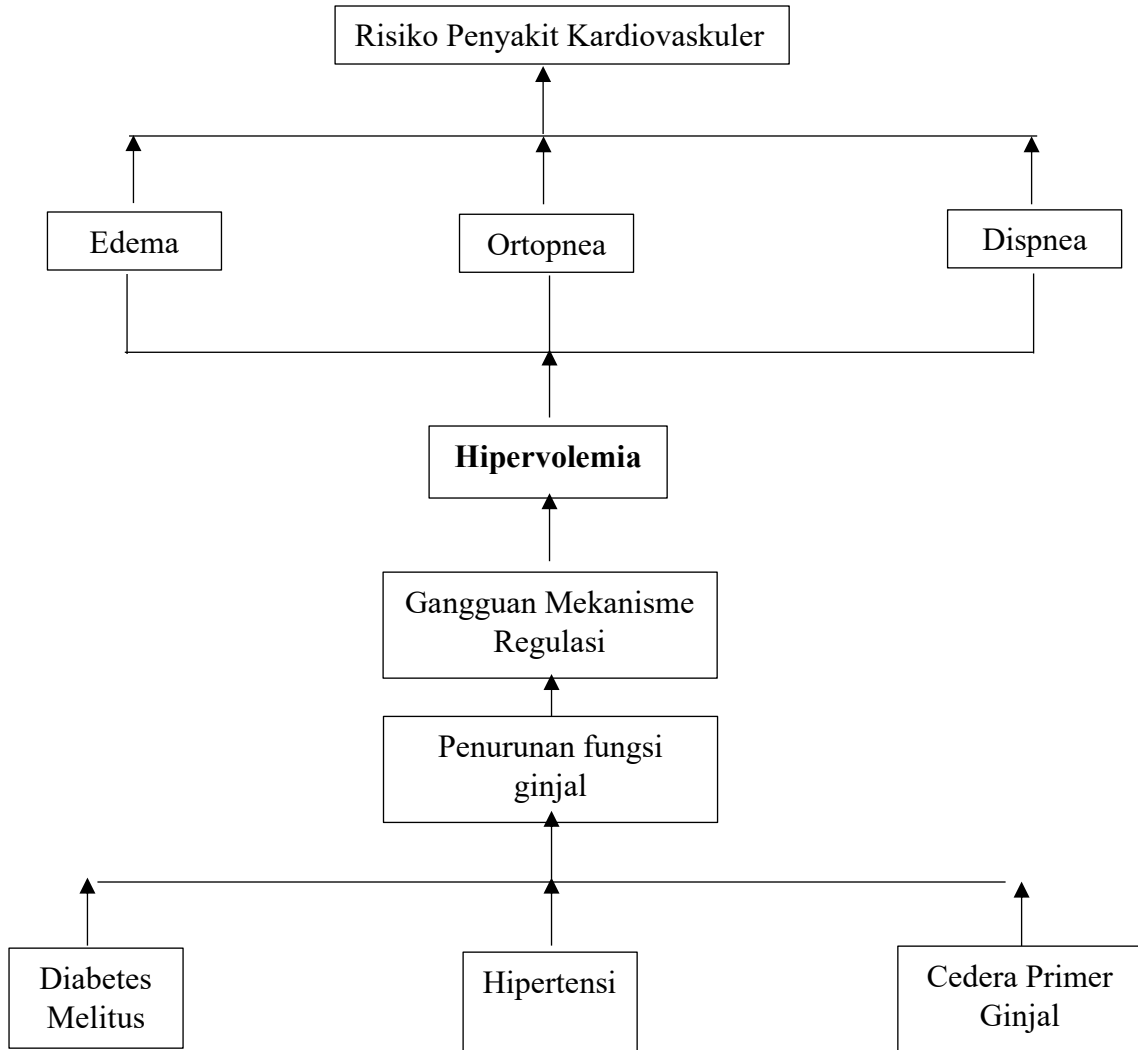 Risiko Penyakit Kardiovaskuler
Edema
Ortopnea
Dispnea
Hipervolemia
Gangguan Mekanisme
Regulasi
Penurunan fungsi
ginjal
Diabetes
Melitus
Hipertensi
Cedera Primer
Ginjal